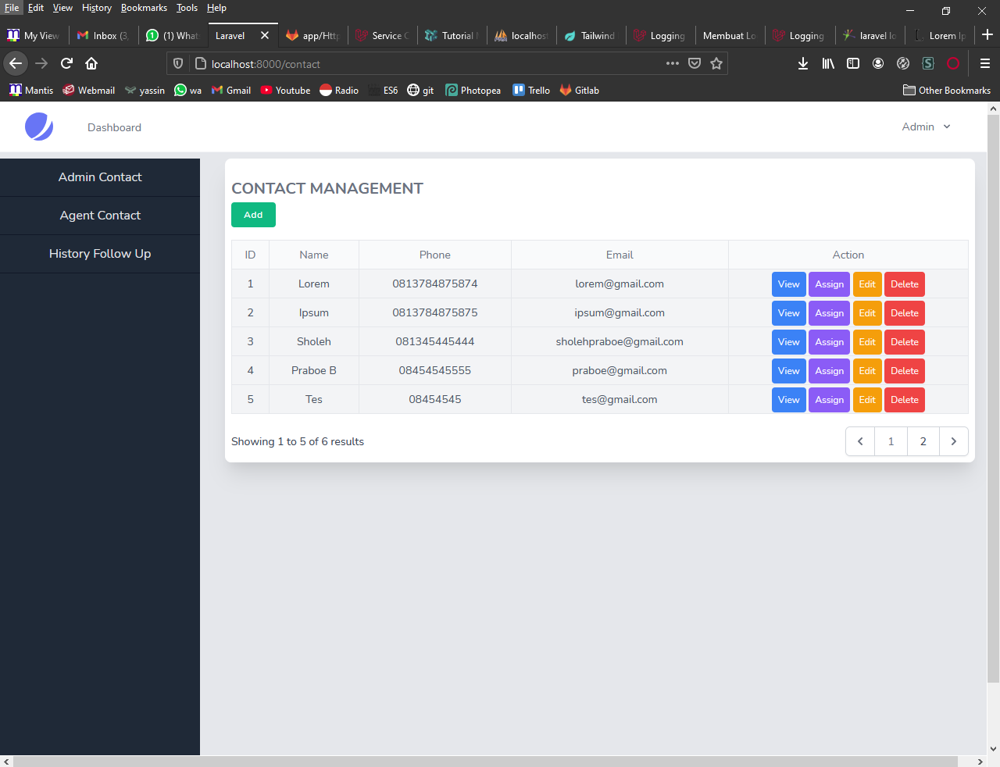 File Edit View History Bookmarks Tools Help
My View Inbox (3, (1) What Laravel app/Http Service C Tutorial localhost Tailwind Logging Membuat Lo Logging laravel lo Lorem Ip
localhost:8000/contact
Mantis Webmail yassin wa Gmail Youtube Radio ES6 git Photopea Trello Gitlab Other Bookmarks
Dashboard Admin
Admin Contact
Agent Contact
History Follow Up
CONTACT MANAGEMENT
Add
ID Name Phone Email Action
1 Lorem 0813784875874 lorem@gmail.com View Assign Edit Delete
2 Ipsum 0813784875875 ipsum@gmail.com View Assign Edit Delete
3 Sholeh 081345445444 sholehpraboe@gmail.com View Assign Edit Delete
4 Praboe B 08454545555 praboe@gmail.com View Assign Edit Delete
5 Tes 08454545 tes@gmail.com View Assign Edit Delete
Showing 1 to 5 of 6 results 1 2